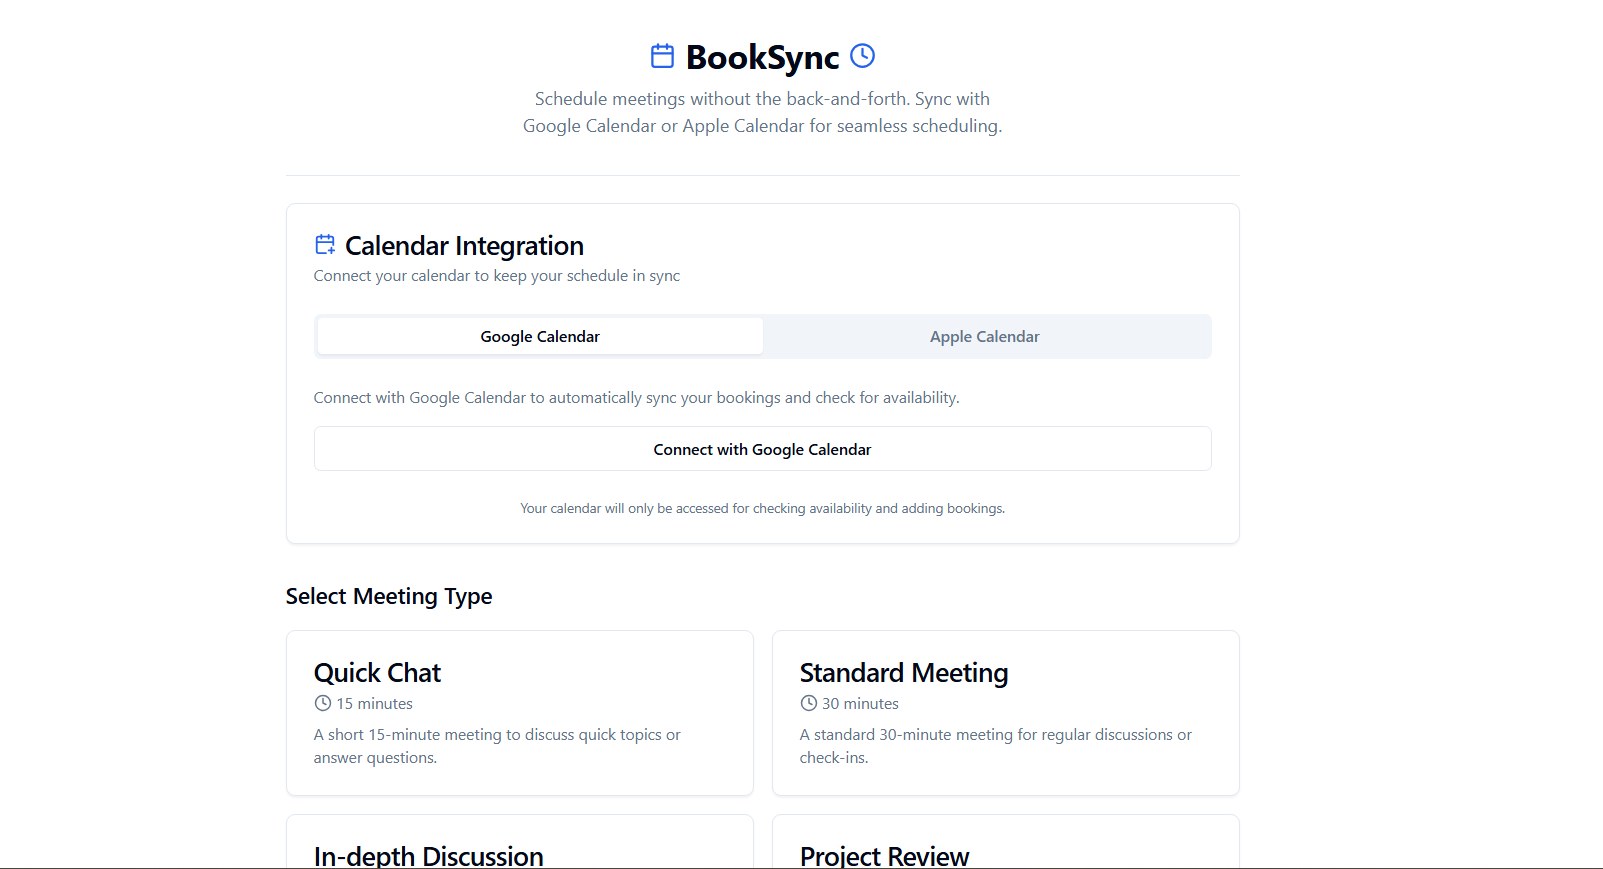 BookSync
Schedule meetings without the back-and-forth. Sync with
Google Calendar or Apple Calendar for seamless scheduling.
Calendar Integration
Connect your calendar to keep your schedule in sync
Google Calendar
Apple Calendar
Connect with Google Calendar to automatically sync your bookings and check for availability.
Connect with Google Calendar
Your calendar will only be accessed for checking availability and adding bookings.
Select Meeting Type
Quick Chat
15 minutes
A short 15-minute meeting to discuss quick topics or
answer questions.
Standard Meeting
30 minutes
A standard 30-minute meeting for regular discussions or
check-ins.
In-depth Discussion
Project Review